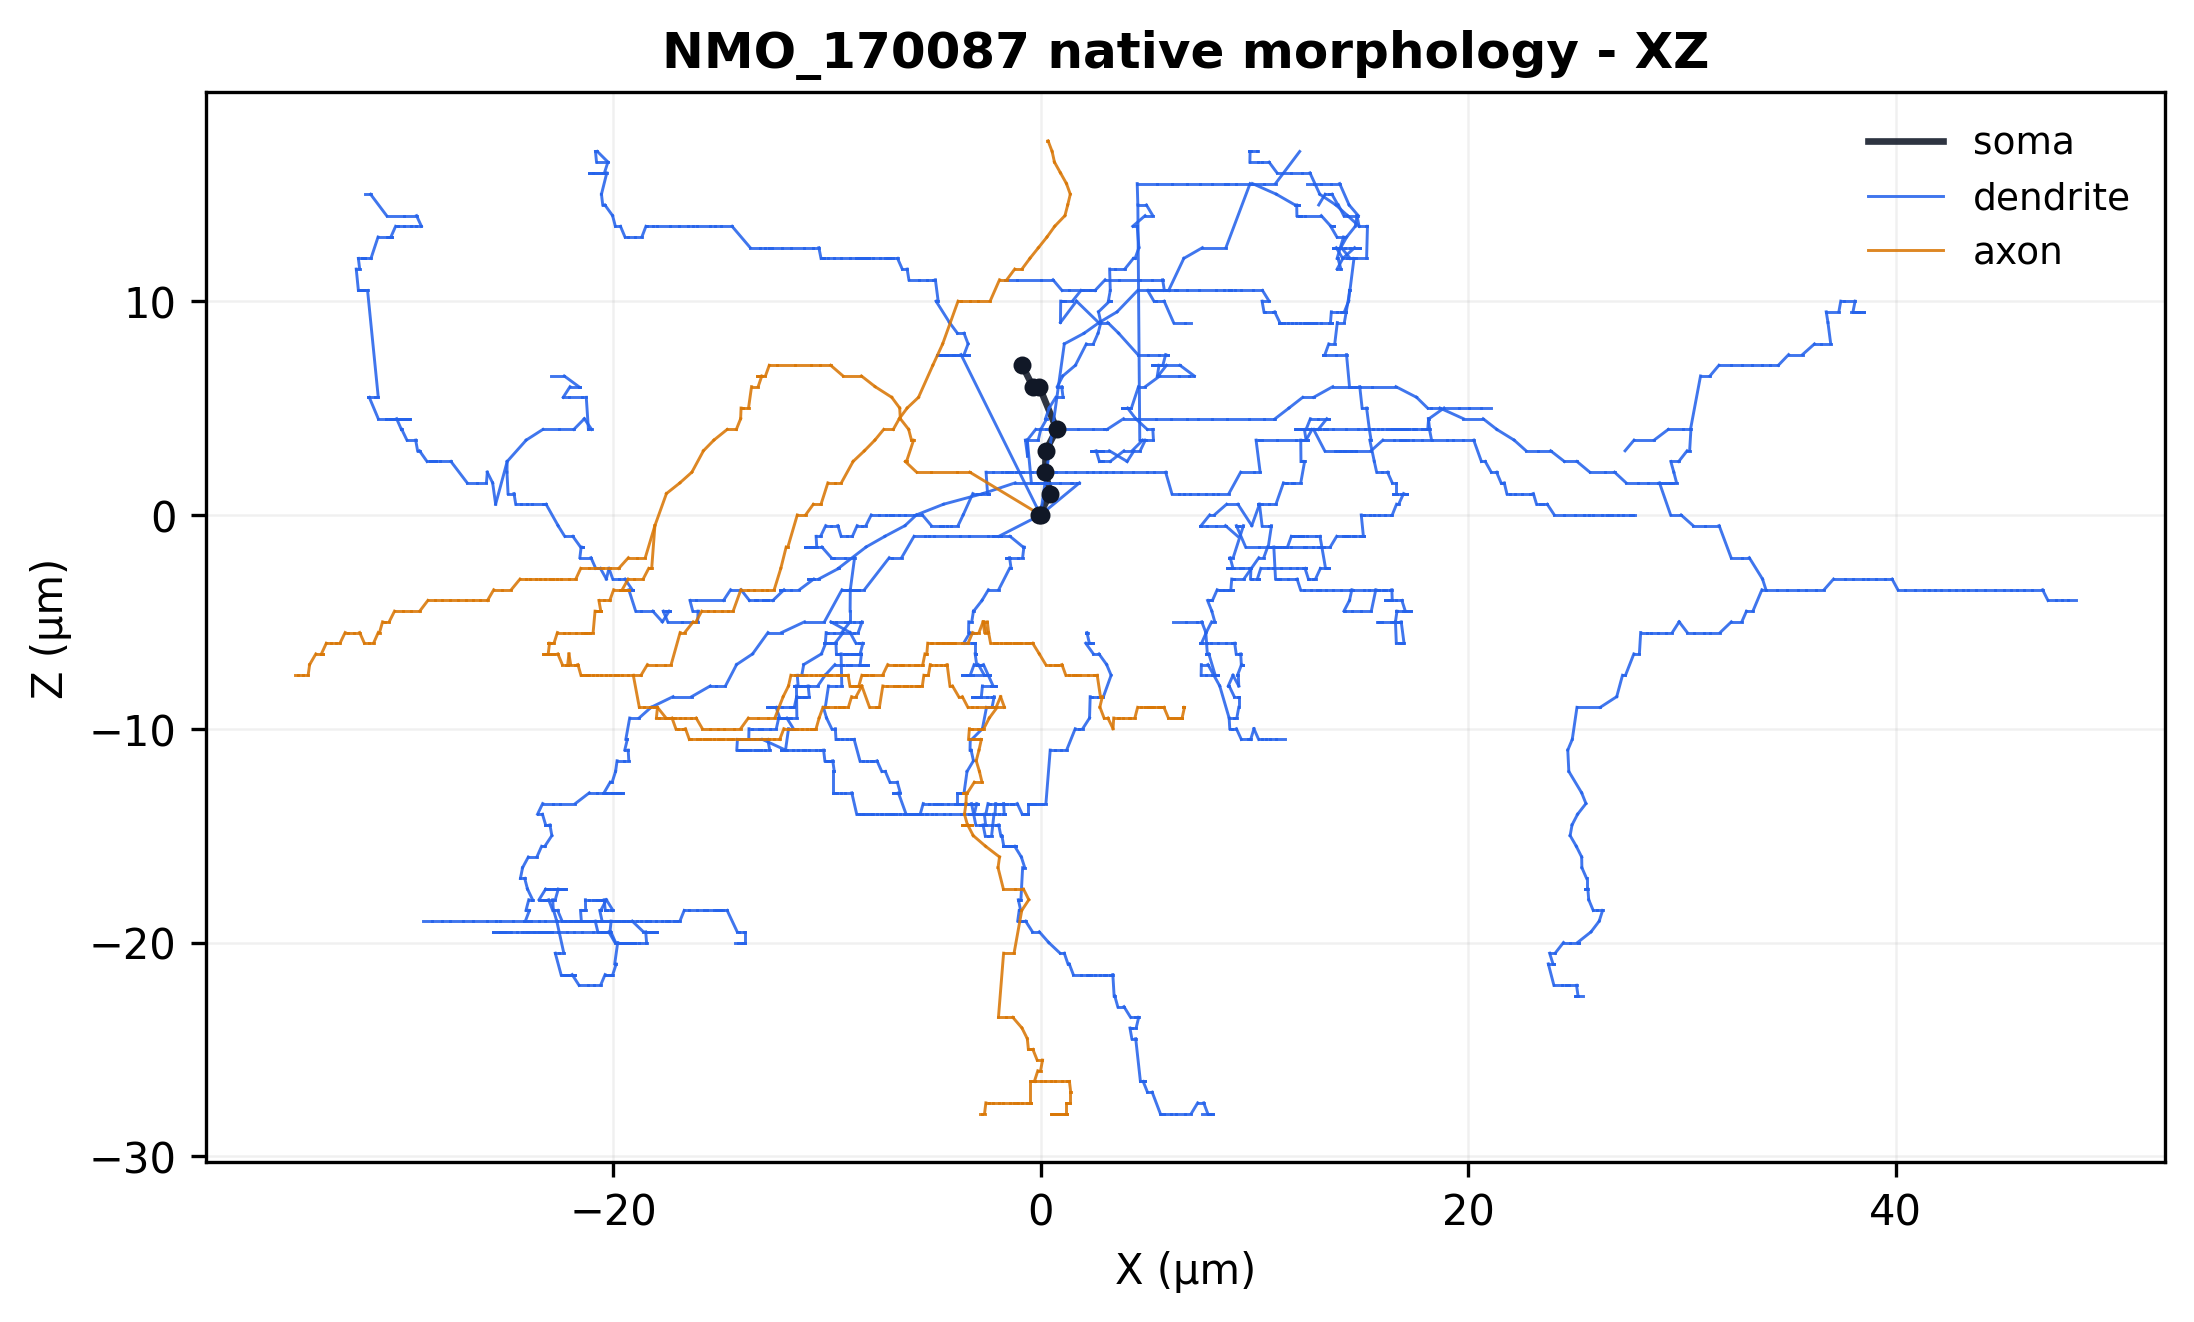 NMO_170087 native morphology - XZ
soma
dendrite
axon
10
0
−10
−20
−30
Z (µm)
−20
0
20
40
X (µm)